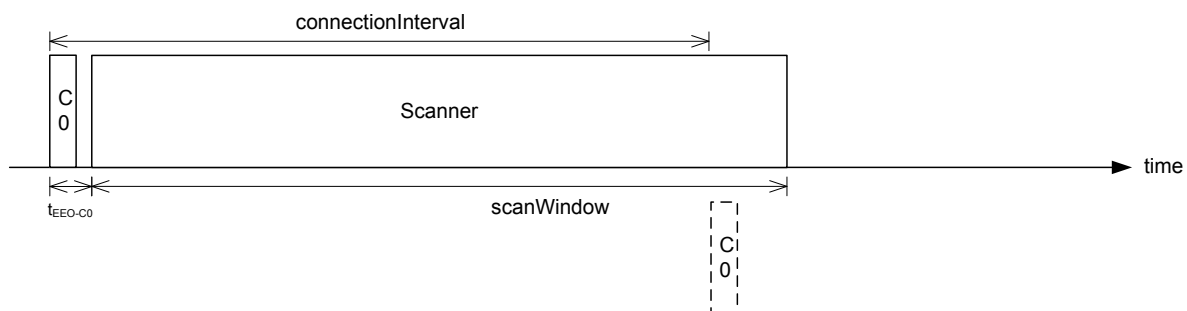 connectionInterval
C
0
Scanner
time
tEEO-C0
scanWindow
C
0